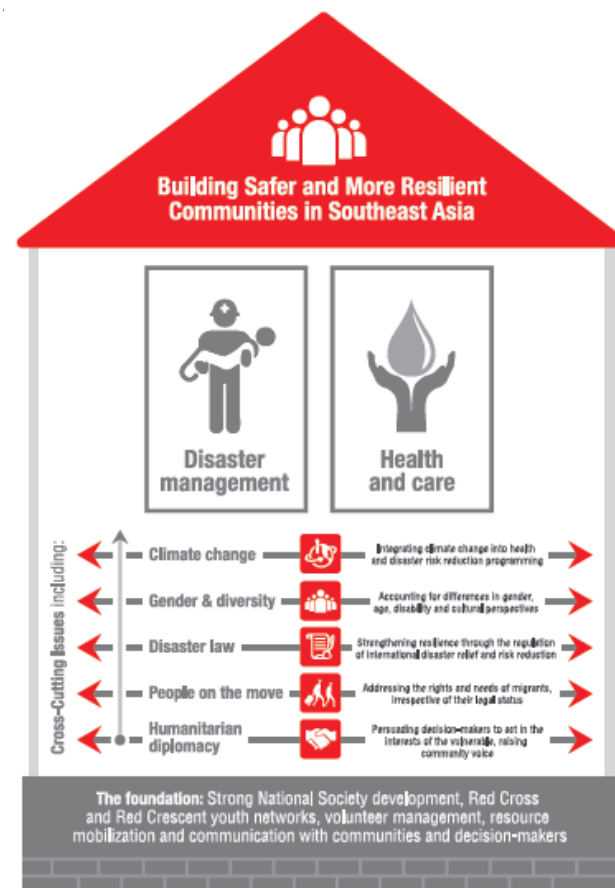 Building Safer and More Resilient
Communities in Southeast Asia
Disaster
management
Health
and care
Cross-Cutting Issues including:
Climate change
Integrating climate change into health
and disaster risk reduction programming
Gender & diversity
Accounting for differences in gender,
age, disability and cultural perspectives
Disaster law
Strengthening resilience through the regulation
of international disaster relief and risk reduction
People on the move
Addressing the rights and needs of migrants,
irrespective of their legal status
Humanitarian
diplomacy
Persuading decision-makers to act in the
interests of the vulnerable, raising
community voice
The foundation: Strong National Society development, Red Cross
and Red Crescent youth networks, volunteer management, resource
mobilization and communication with communities and decision-makers